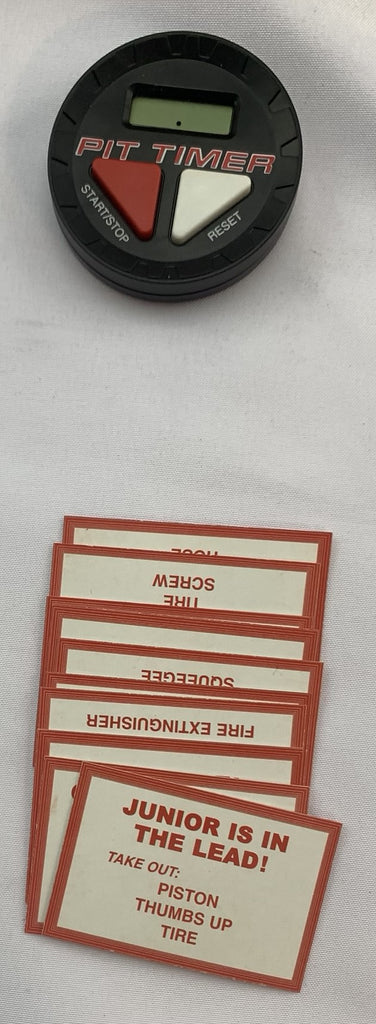 PIT TIMER
START/STOP
RESET
SCREW
TIRE
SQUEEGEE
FIRE EXTINGUISHER
JUNIOR IS IN
THE LEAD!
TAKE OUT:
PISTON
THUMBS UP
TIRE